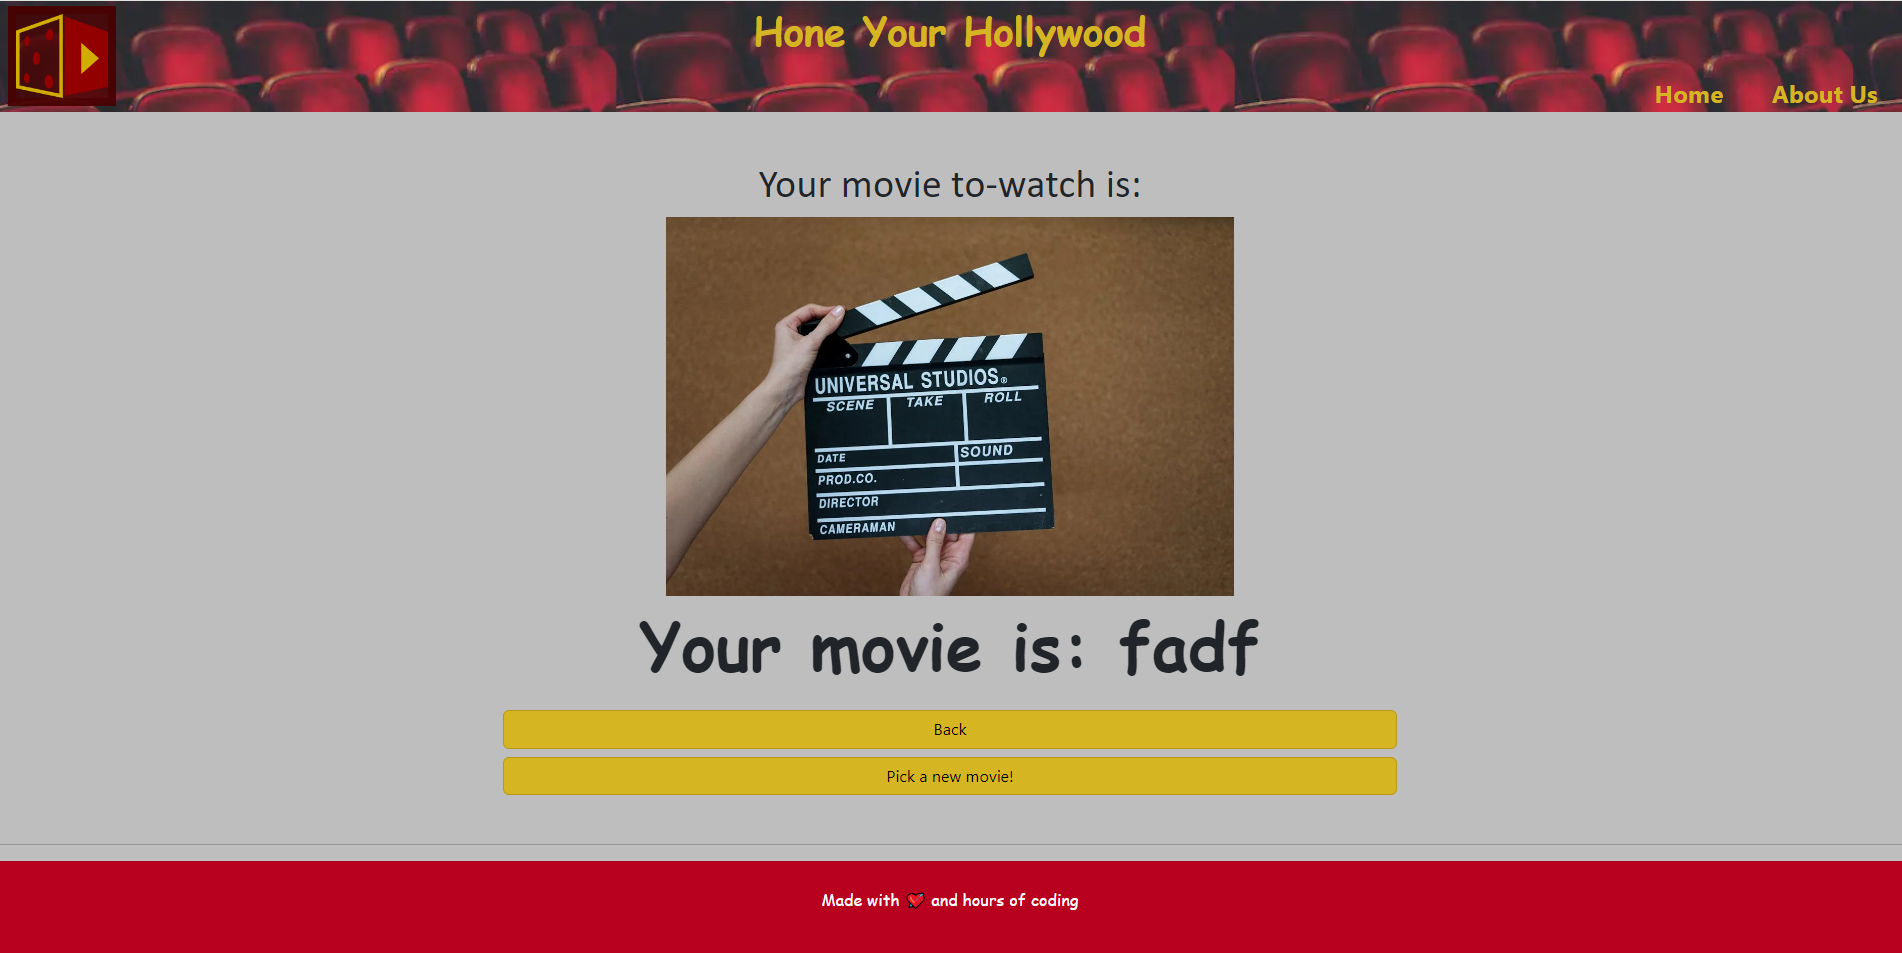 Hone Your Hollywood
Home About Us
Your movie to-watch is:
UNIVERSAL STUDIOS®
SCENE TAKE ROLL
DATE SOUND
PROD.CO.
DIRECTOR
CAMERAMAN
Your movie is: fadf
Back
Pick a new movie!
Made with 💘 and hours of coding